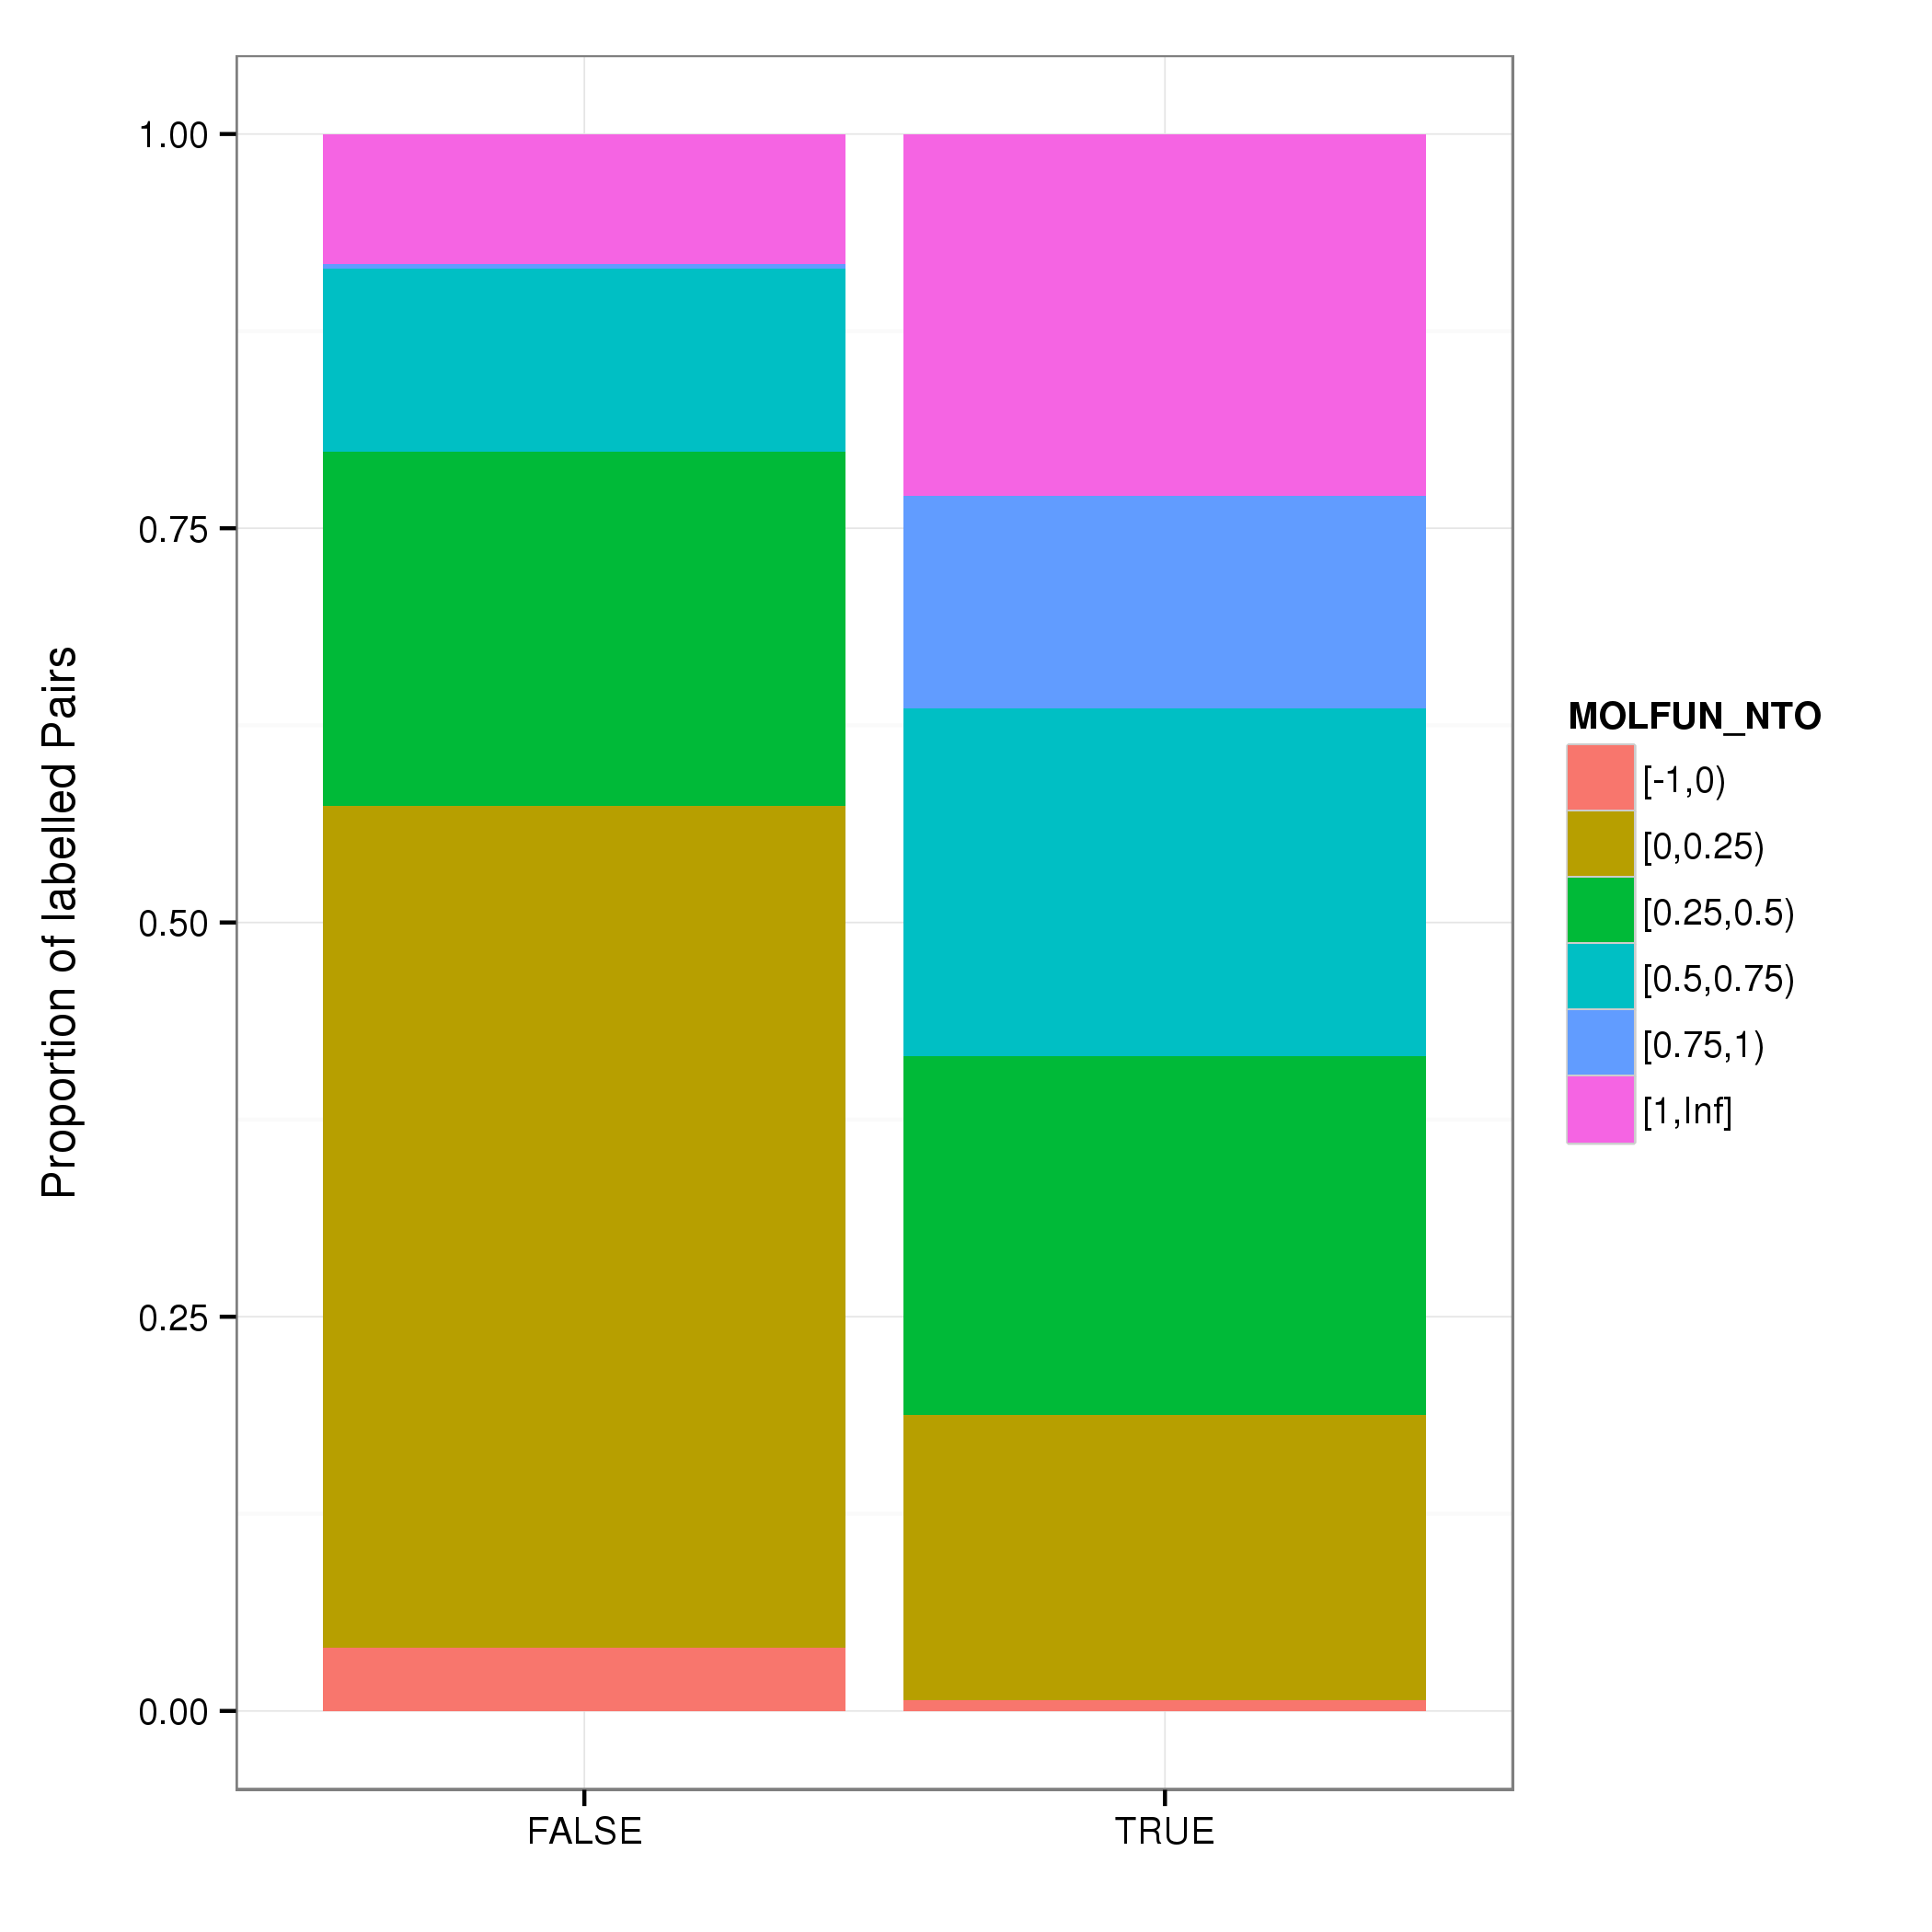 Proportion of labelled Pairs
1.00
0.75
0.50
0.25
0.00
FALSE
TRUE
MOLFUN_NTO
[-1,0)
[0,0.25)
[0.25,0.5)
[0.5,0.75)
[0.75,1)
[1,Inf]